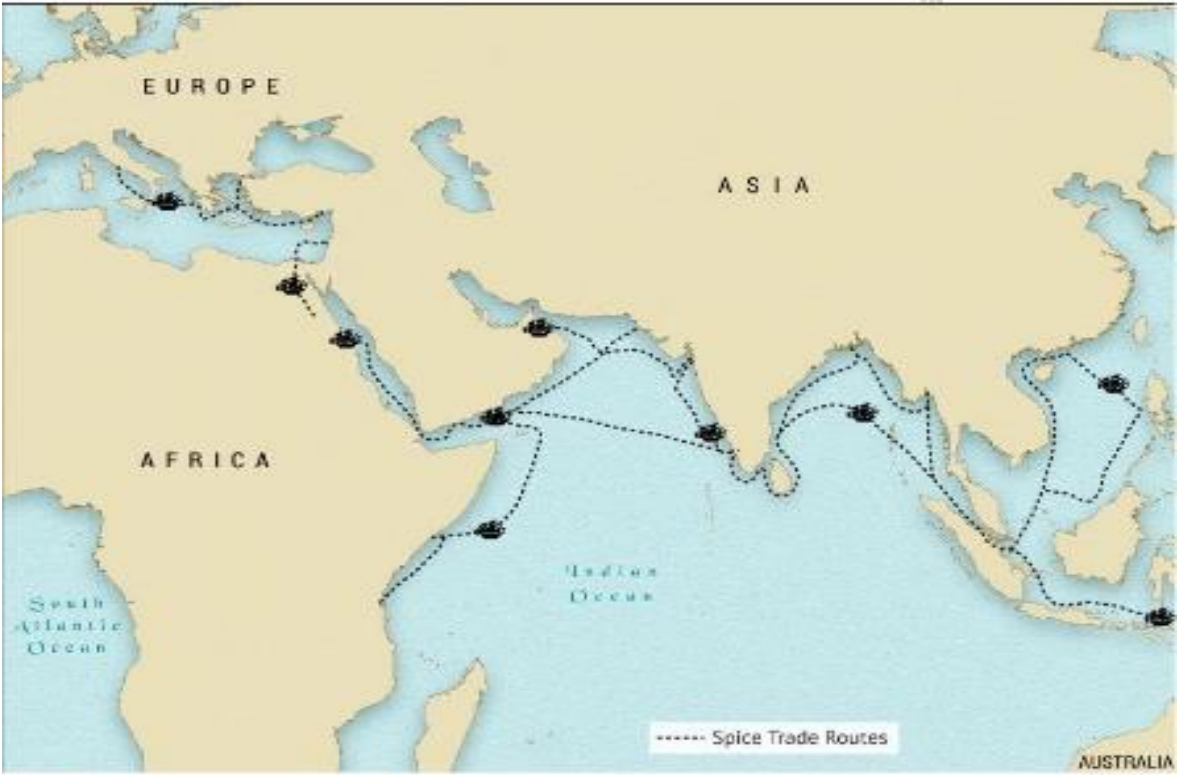 EUROPE
ASIA
AFRICA
Indian
Ocean
South
Atlantic
Ocean
Spice Trade Routes
AUSTRALIA